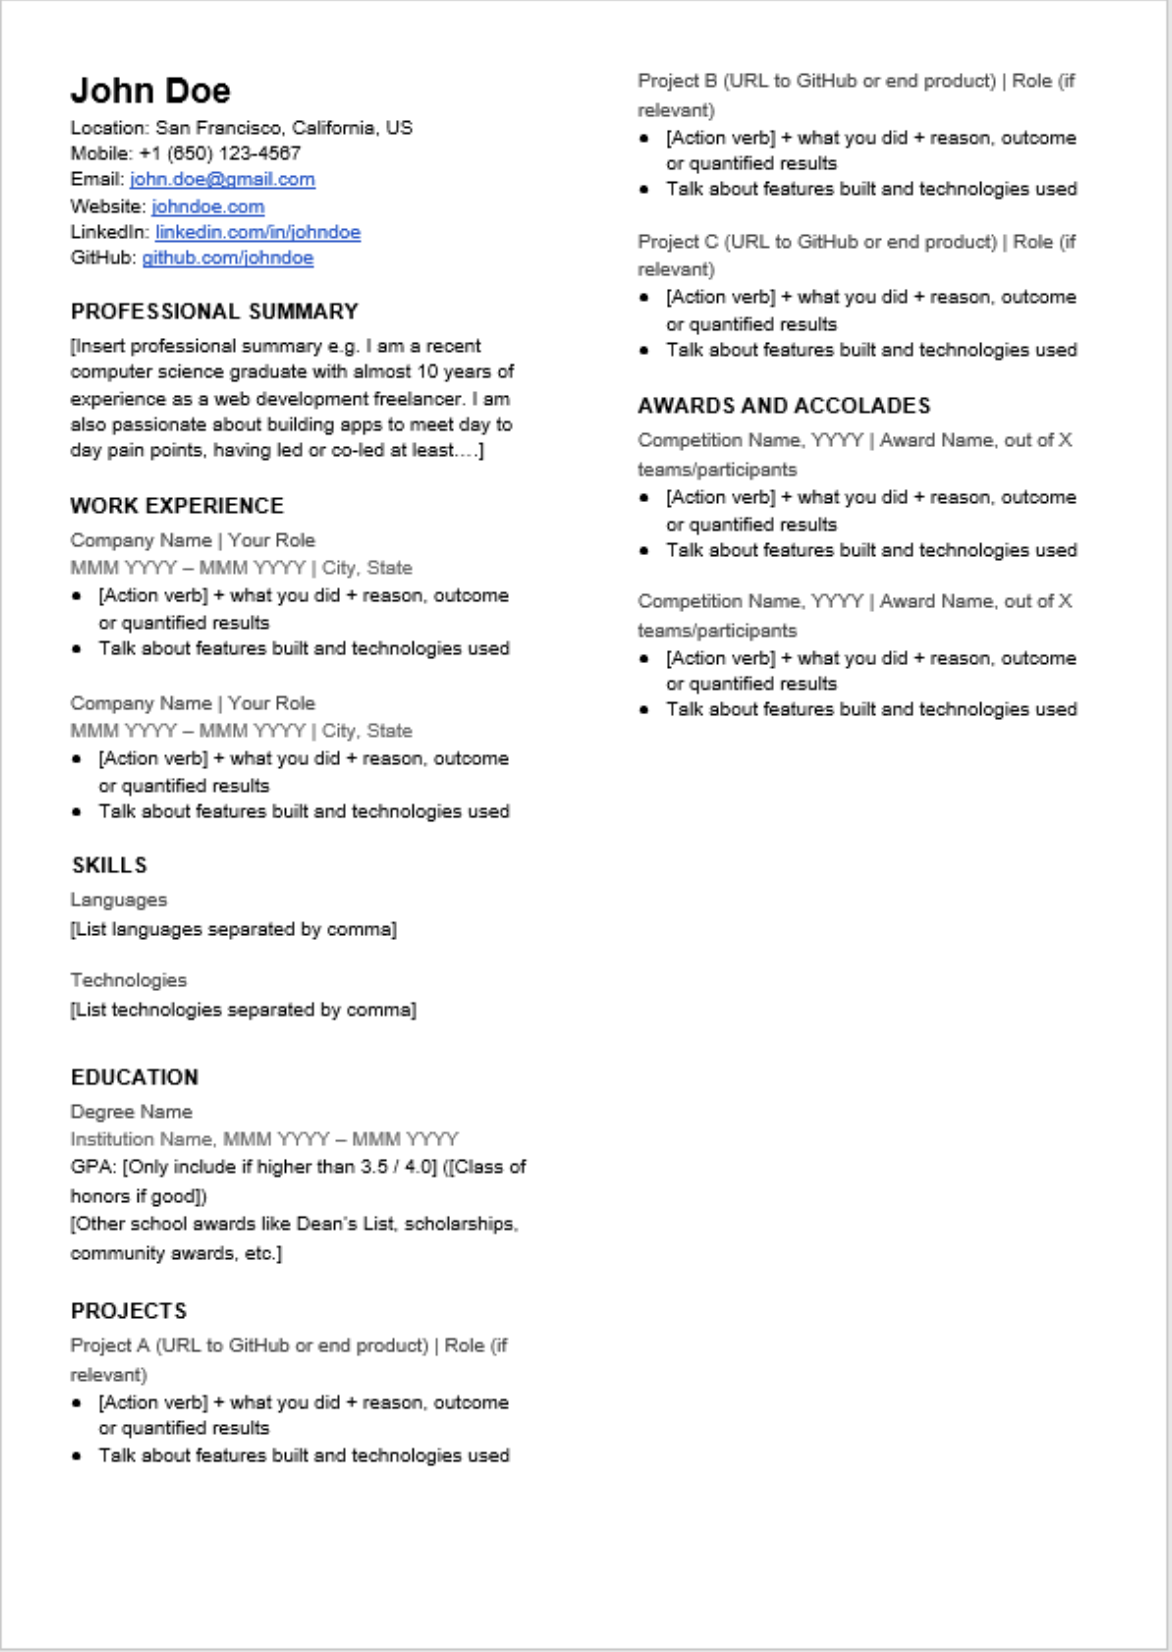 John Doe
Location: San Francisco, California, US
Mobile: +1 (650) 123-4567
Email: john.doe@gmail.com
Website: johndoe.com
LinkedIn: linkedin.com/in/johndoe
GitHub: github.com/johndoe
PROFESSIONAL SUMMARY
[Insert professional summary e.g. I am a recent
computer science graduate with almost 10 years of
experience as a web development freelancer. I am
also passionate about building apps to meet day to
day pain points, having led or co-led at least....]
WORK EXPERIENCE
Company Name | Your Role
MMM YYYY – MMM YYYY | City, State
● [Action verb] + what you did + reason, outcome
or quantified results
● Talk about features built and technologies used
Company Name | Your Role
MMM YYYY – MMM YYYY | City, State
● [Action verb] + what you did + reason, outcome
or quantified results
● Talk about features built and technologies used
SKILLS
Languages
[List languages separated by comma]
Technologies
[List technologies separated by comma]
EDUCATION
Degree Name
Institution Name, MMM YYYY – MMM YYYY
GPA: [Only include if higher than 3.5 / 4.0] ([Class of
honors if good])
[Other school awards like Dean's List, scholarships,
community awards, etc.]
PROJECTS
Project A (URL to GitHub or end product) | Role (if
relevant)
● [Action verb] + what you did + reason, outcome
or quantified results
● Talk about features built and technologies used
Project B (URL to GitHub or end product) | Role (if
relevant)
● [Action verb] + what you did + reason, outcome
or quantified results
● Talk about features built and technologies used
Project C (URL to GitHub or end product) | Role (if
relevant)
● [Action verb] + what you did + reason, outcome
or quantified results
● Talk about features built and technologies used
AWARDS AND ACCOLADES
Competition Name, YYYY | Award Name, out of X
teams/participants
● [Action verb] + what you did + reason, outcome
or quantified results
● Talk about features built and technologies used
Competition Name, YYYY | Award Name, out of X
teams/participants
● [Action verb] + what you did + reason, outcome
or quantified results
● Talk about features built and technologies used